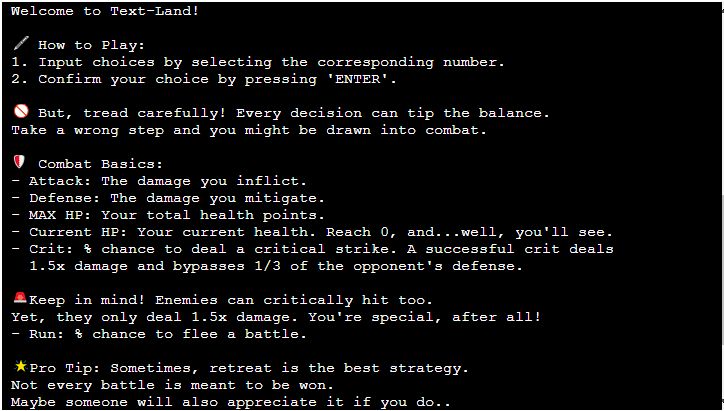 Welcome to Text-Land!
🖊 How to Play:
1. Input choices by selecting the corresponding number.
2. Confirm your choice by pressing 'ENTER'.
🚫 But, tread carefully! Every decision can tip the balance.
Take a wrong step and you might be drawn into combat.
🛡 Combat Basics:
- Attack: The damage you inflict.
- Defense: The damage you mitigate.
- MAX HP: Your total health points.
- Current HP: Your current health. Reach 0, and...well, you'll see.
- Crit: % chance to deal a critical strike. A successful crit deals
1.5x damage and bypasses 1/3 of the opponent's defense.
🚨Keep in mind! Enemies can critically hit too.
Yet, they only deal 1.5x damage. You're special, after all!
- Run: % chance to flee a battle.
🌟Pro Tip: Sometimes, retreat is the best strategy.
Not every battle is meant to be won.
Maybe someone will also appreciate it if you do..